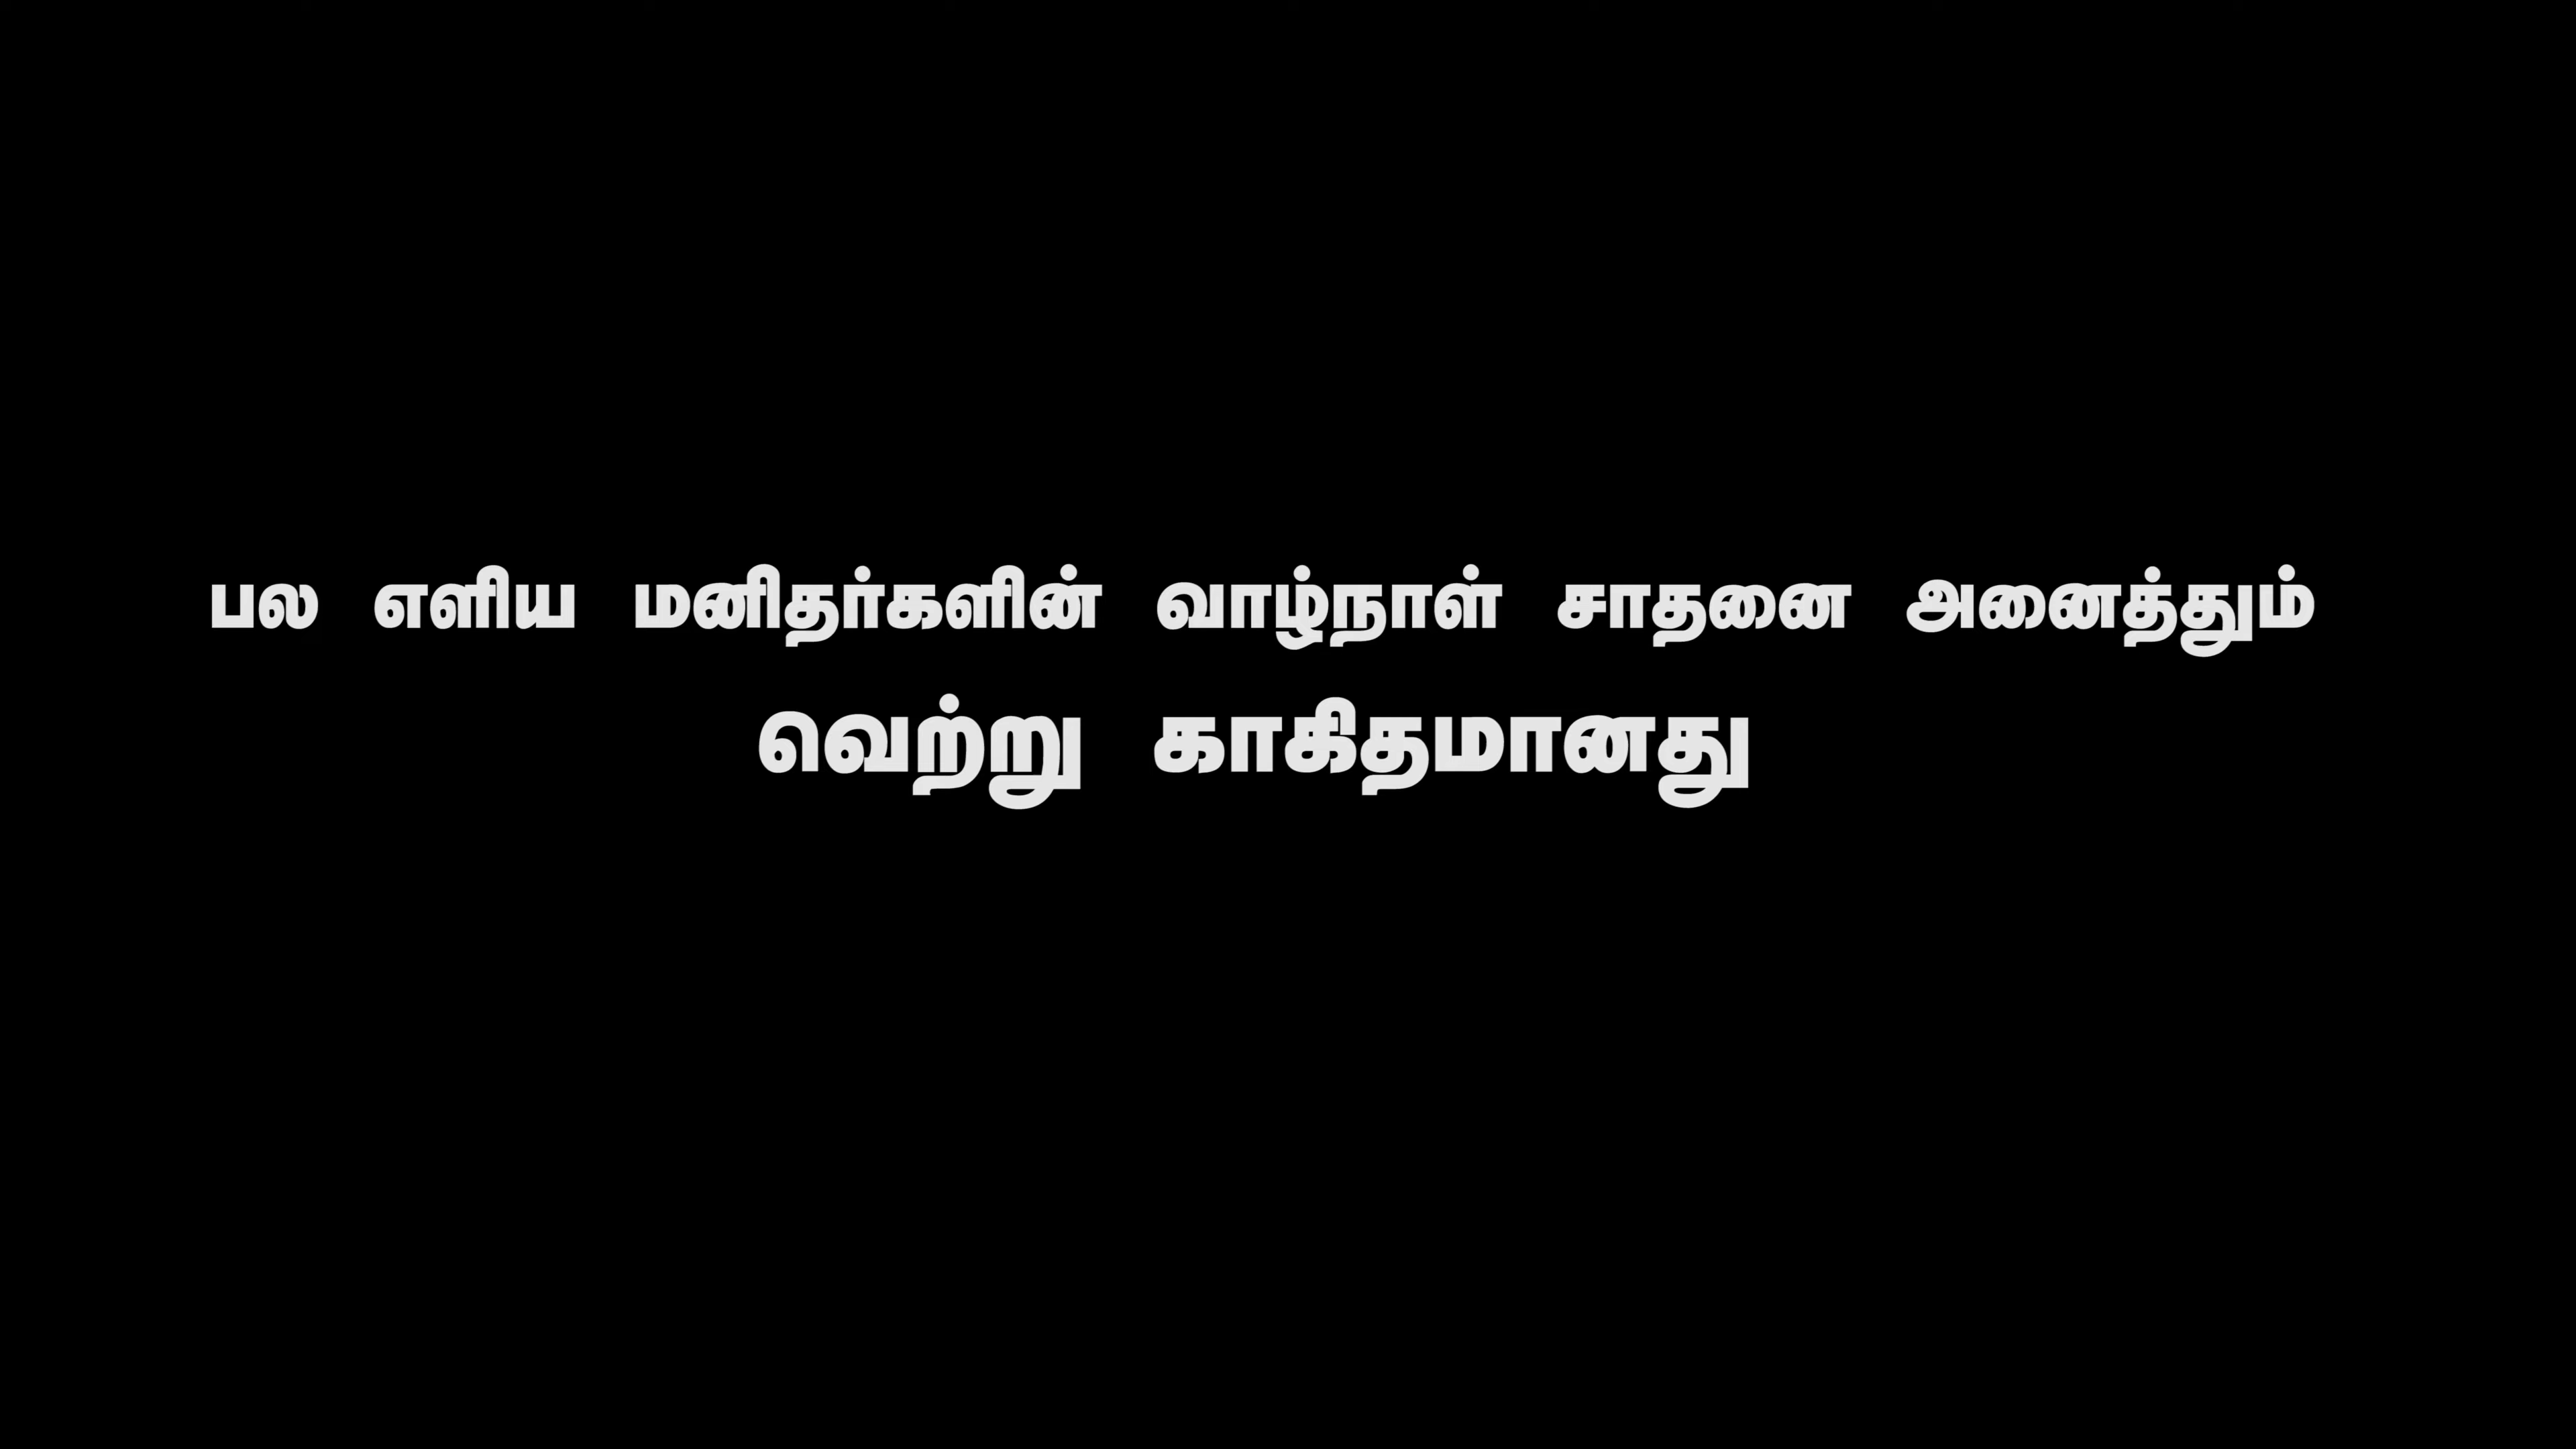 பல எளிய மனிதர்களின் வாழ்நாள் சாதனை அனைத்தும்
வெற்று காகிதமானது